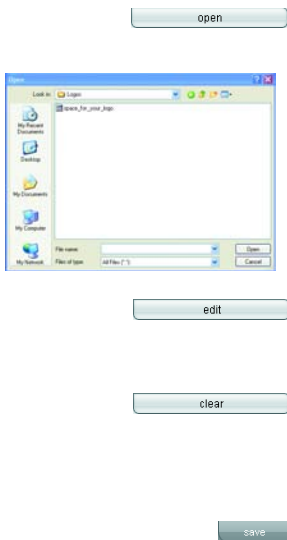 open
Open
Look in: Logos
space_for_your_logo
My Recent
Documents
Desktop
My Documents
My Computer
My Network
File name:
Open
Files of type: All Files (*.*)
Cancel
edit
clear
save